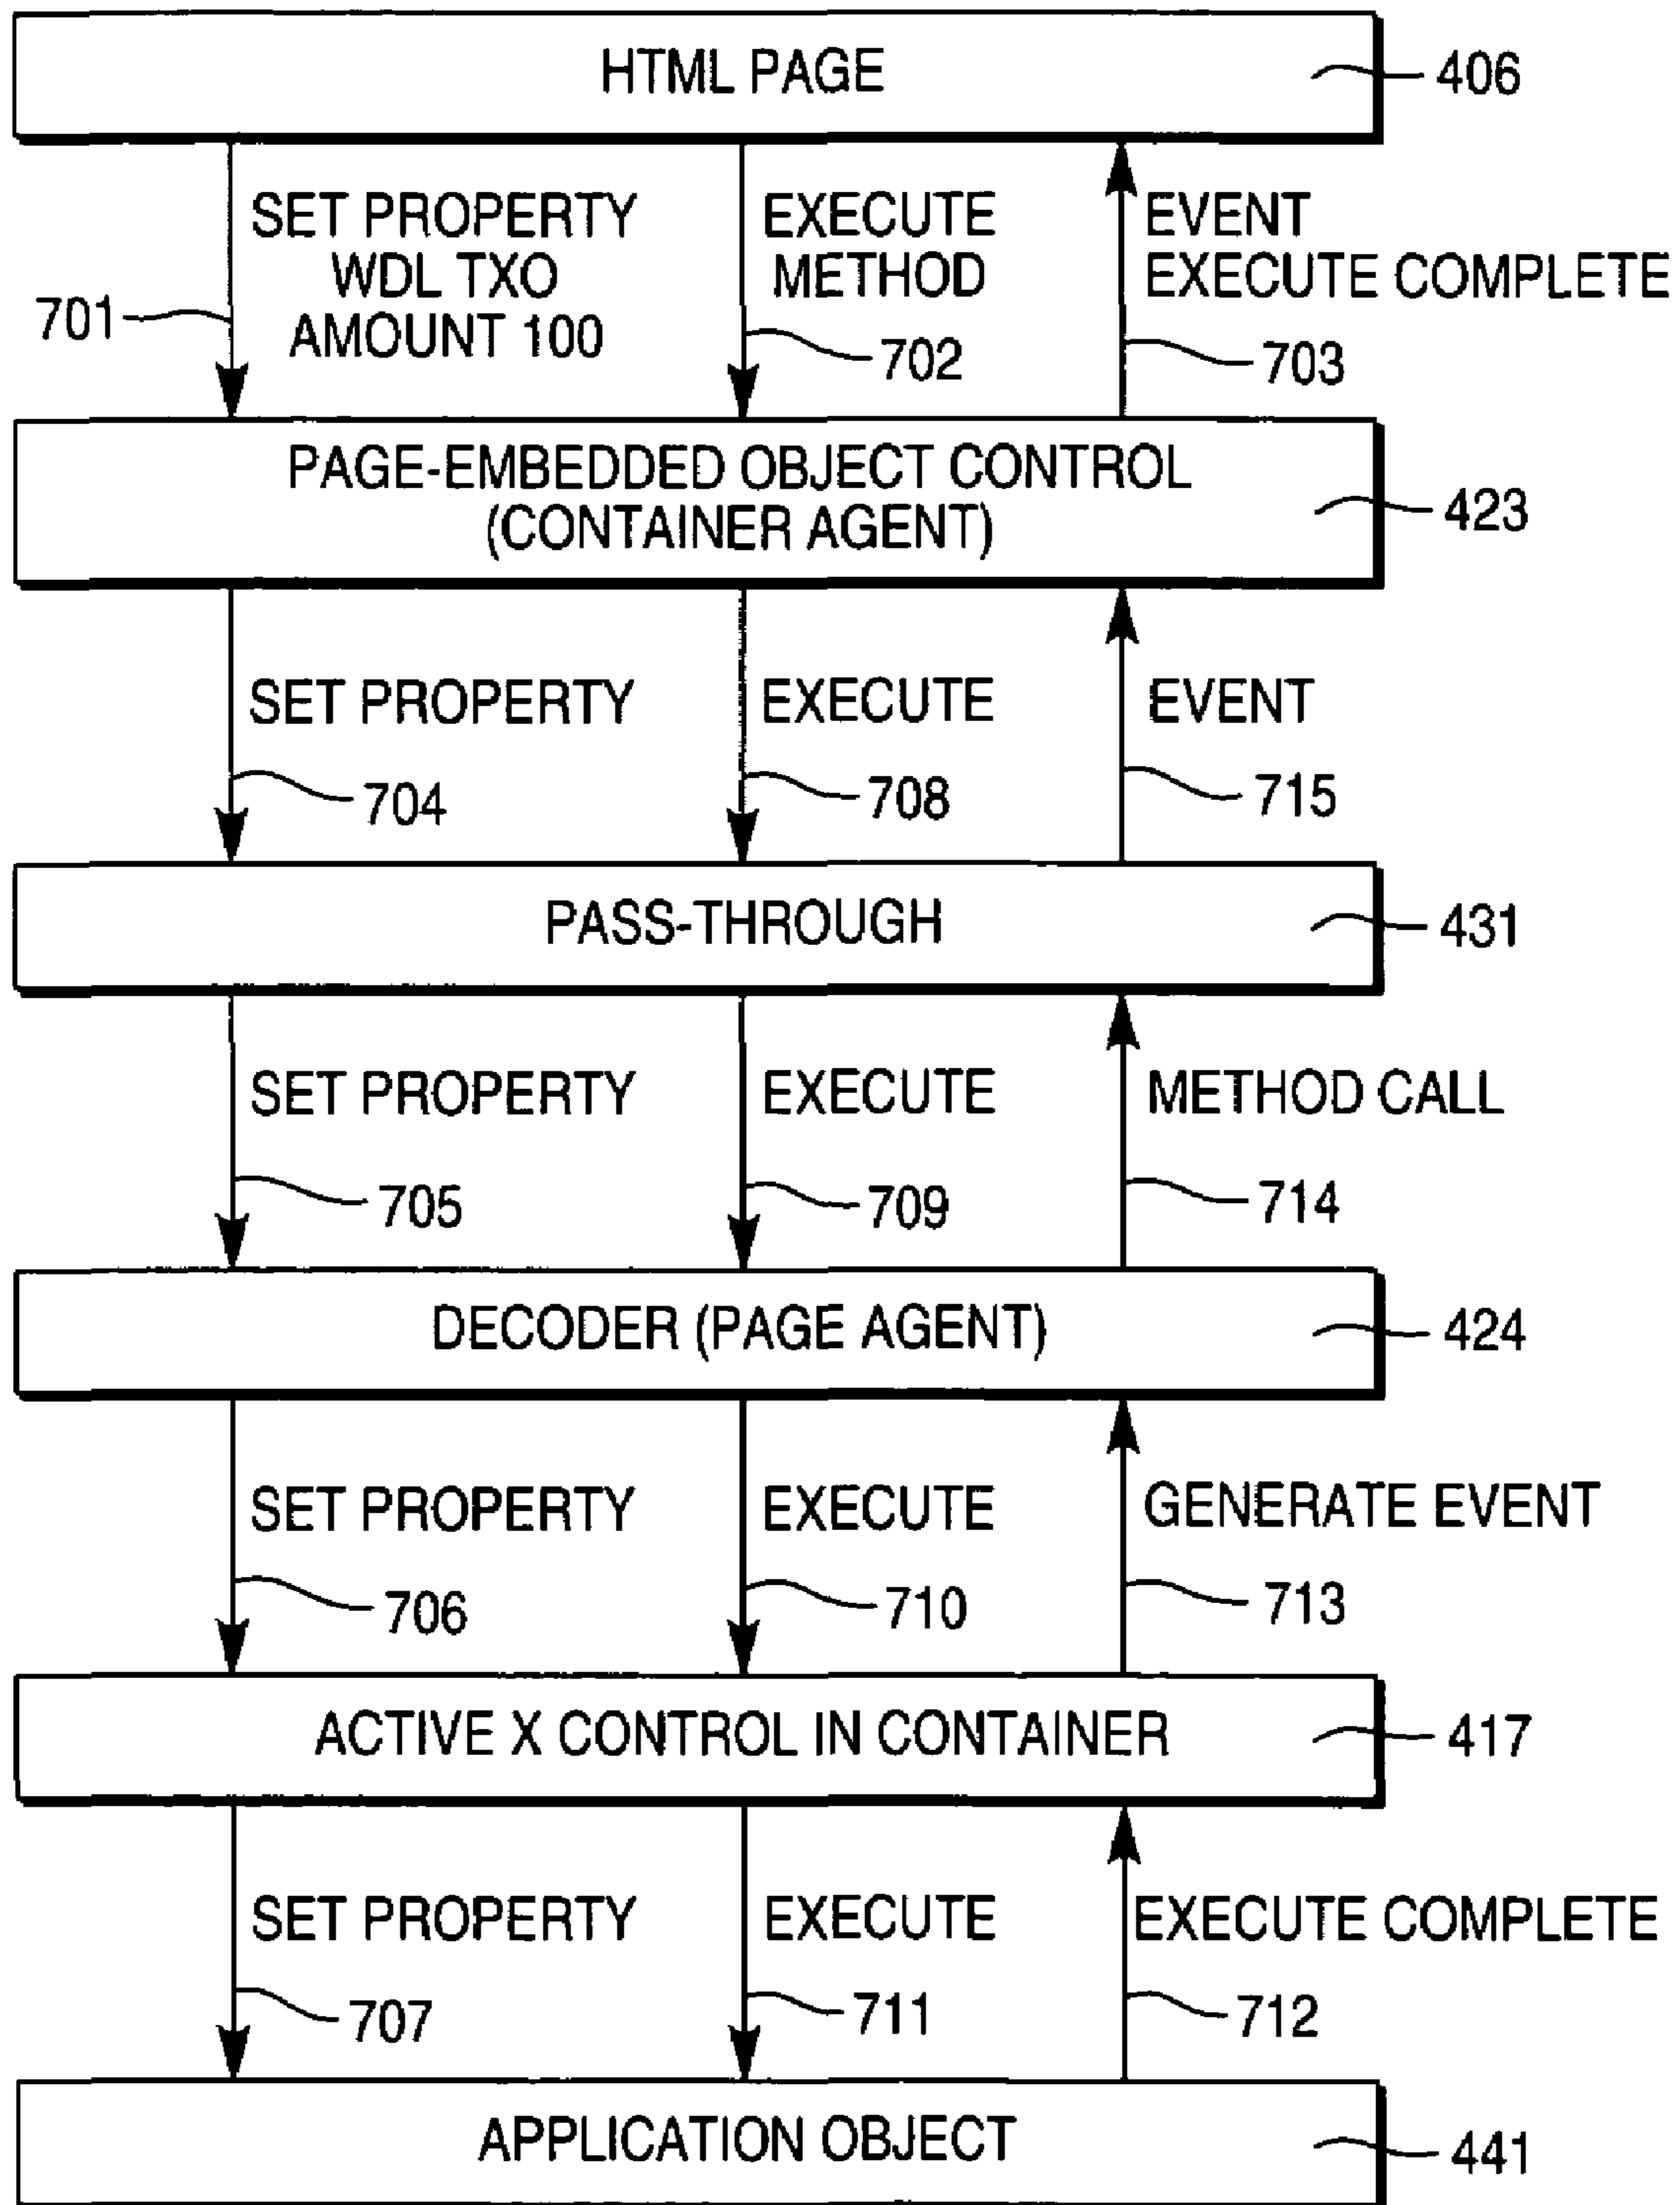 HTML PAGE
406
SET PROPERTY
WDL TXO
AMOUNT 100
701
EXECUTE
METHOD
702
EVENT
EXECUTE COMPLETE
703
PAGE-EMBEDDED OBJECT CONTROL
(CONTAINER AGENT)
423
SET PROPERTY
704
EXECUTE
708
EVENT
715
PASS-THROUGH
431
SET PROPERTY
705
EXECUTE
709
METHOD CALL
714
DECODER (PAGE AGENT)
424
SET PROPERTY
706
EXECUTE
710
GENERATE EVENT
713
ACTIVE X CONTROL IN CONTAINER
417
SET PROPERTY
707
EXECUTE
711
EXECUTE COMPLETE
712
APPLICATION OBJECT
441